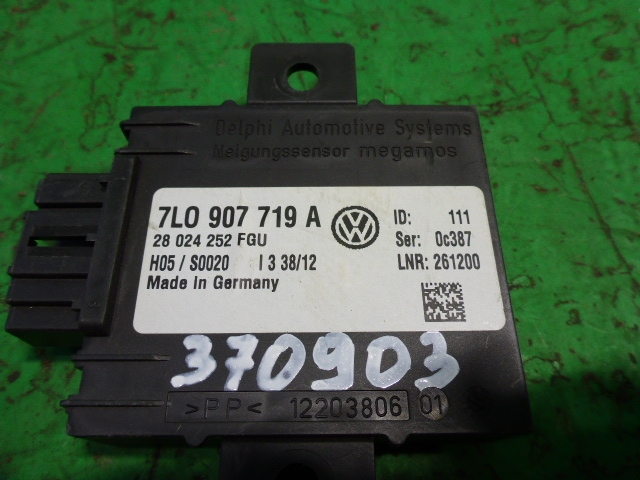 Delphi Automotive Systems
Neigungssensor megamos
7L0 907 719 A
28 024 252 FGU
H05 / S0020 I 3 38/12
Made in Germany
ID: 111
Ser: 0c387
LNR: 261200
370903
>PP< 12203806 01